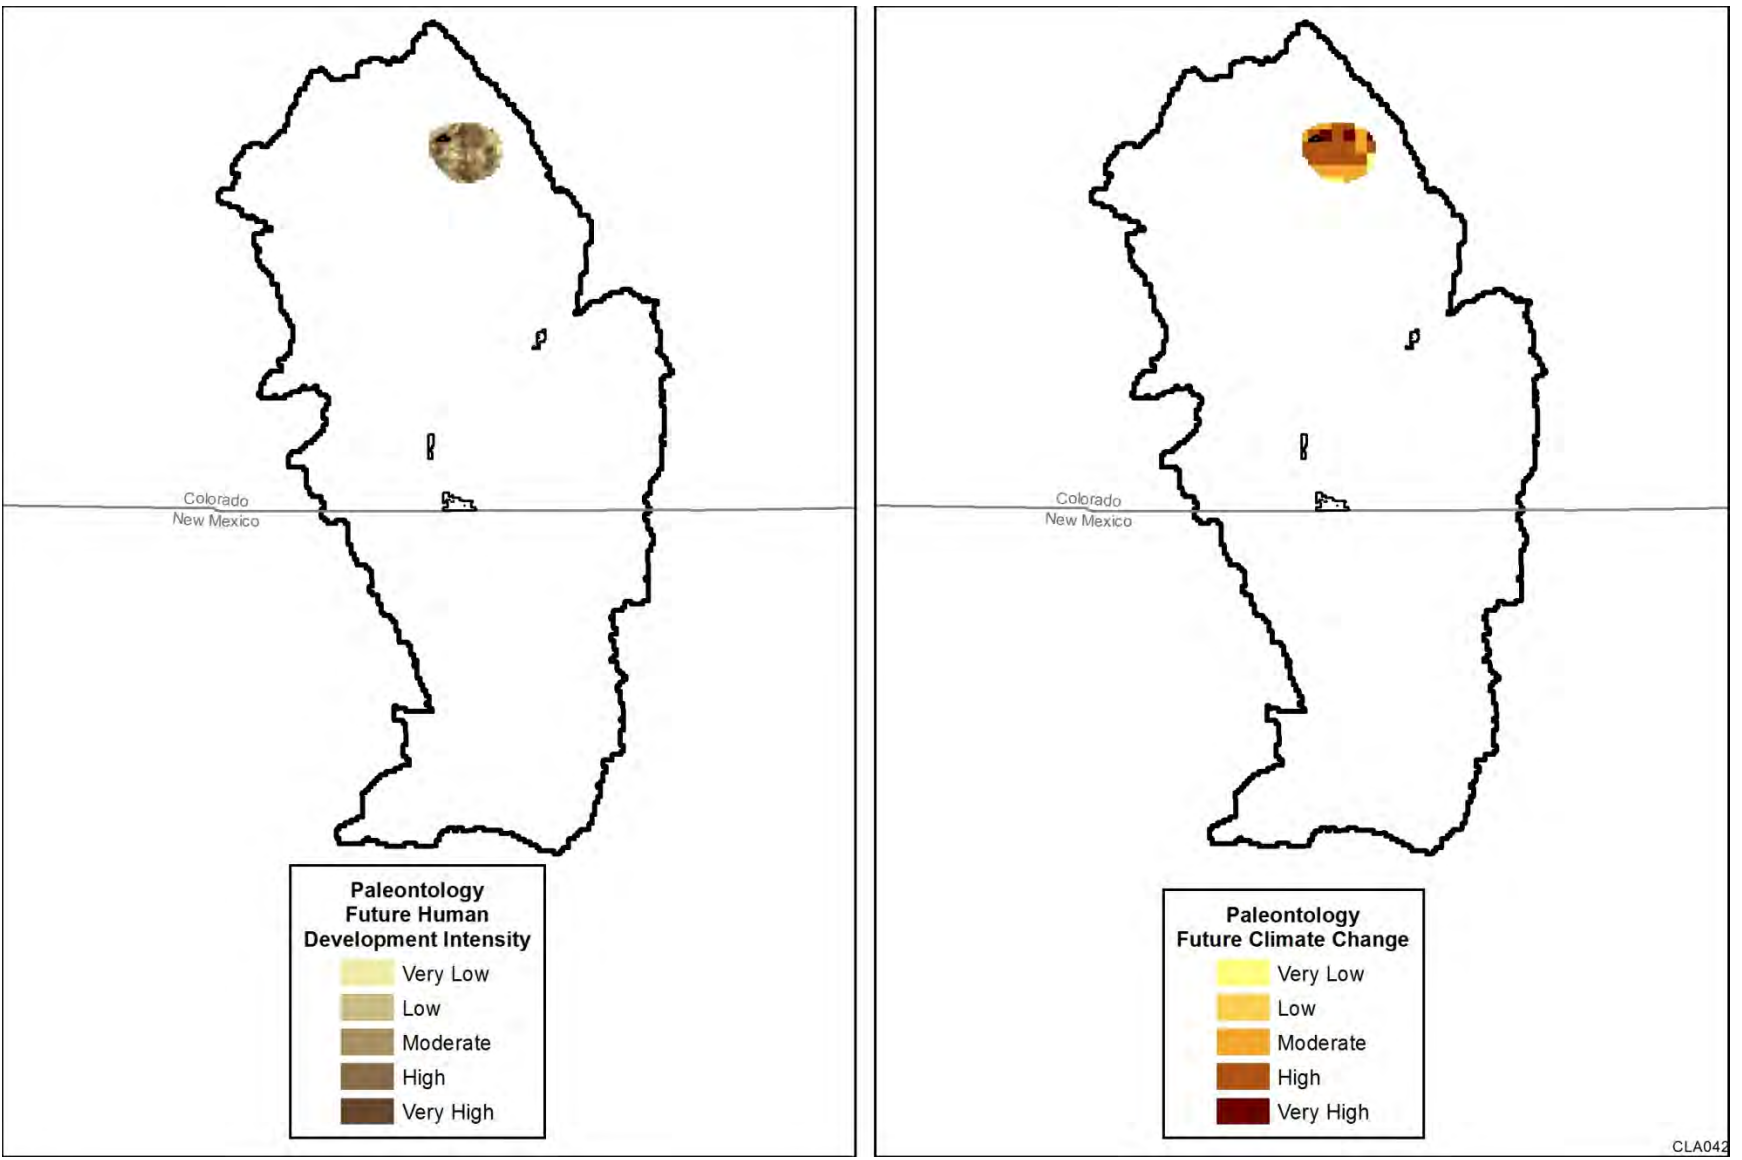 Colorado
New Mexico
Paleontology
Future Human
Development Intensity
Very Low
Low
Moderate
High
Very High
Colorado
New Mexico
Paleontology
Future Climate Change
Very Low
Low
Moderate
High
Very High
CLA042